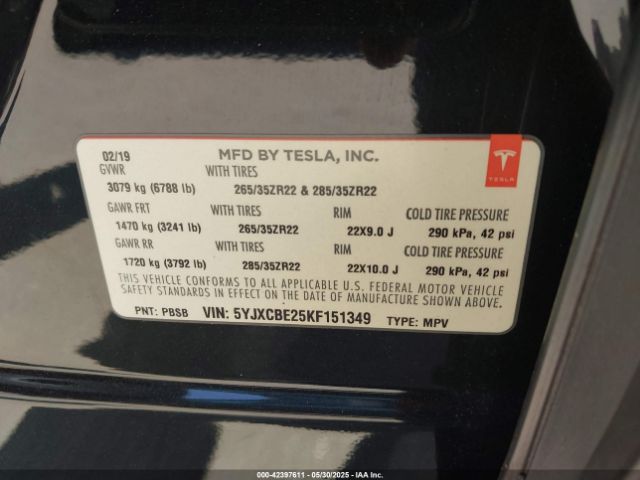 02/19 MFD BY TESLA, INC.
GVWR WITH TIRES
3079 kg (6788 lb) 265/35ZR22 & 285/35ZR22
GAWR FRT WITH TIRES RIM COLD TIRE PRESSURE
1470 kg (3241 lb) 265/35ZR22 22X9.0 J 290 kPa, 42 psi
GAWR RR WITH TIRES RIM COLD TIRE PRESSURE
1720 kg (3792 lb) 285/35ZR22 22X10.0 J 290 kPa, 42 psi
THIS VEHICLE CONFORMS TO ALL APPLICABLE U.S. FEDERAL MOTOR VEHICLE
SAFETY STANDARDS IN EFFECT ON THE DATE OF MANUFACTURE SHOWN ABOVE.
PNT: PBSB VIN: 5YJXCBE25KF151349 TYPE: MPV
TESLA
000-42397611 - 05/30/2025 - IAA Inc.